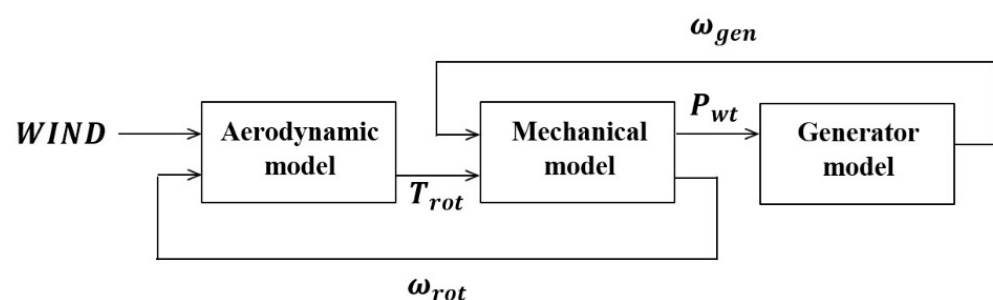 ω_gen
WIND
Aerodynamic
model
T_rot
Mechanical
model
P_wt
Generator
model
ω_rot